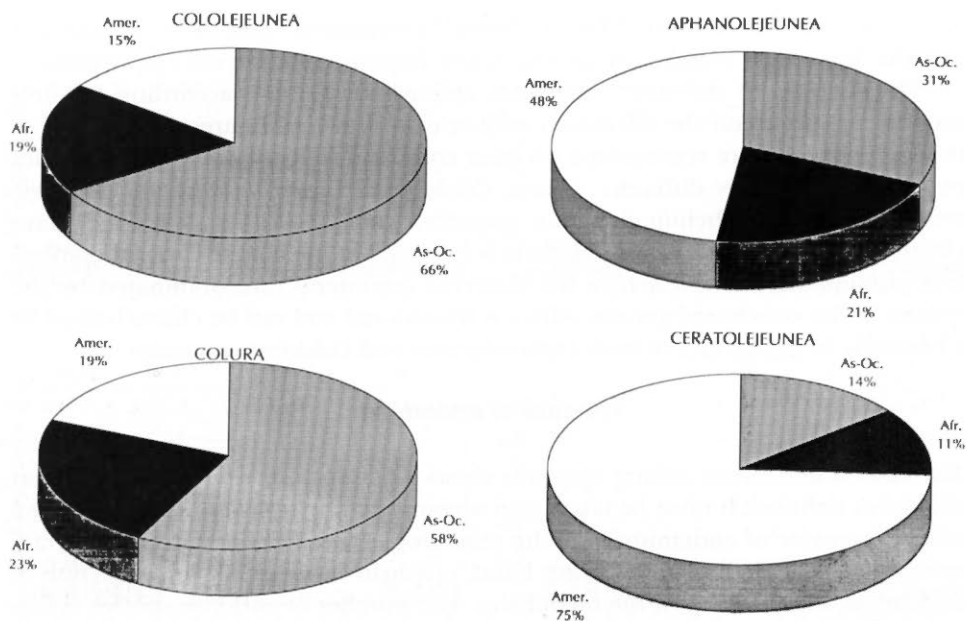 COLOLEJEUNEA
Amer.
15%
Afr.
19%
As-Oc.
66%
APHANOLEJEUNEA
Amer.
48%
As-Oc.
31%
Afr.
21%
COLURA
Amer.
19%
Afr.
23%
As-Oc.
58%
CERATOLEJEUNEA
As-Oc.
14%
Afr.
11%
Amer.
75%